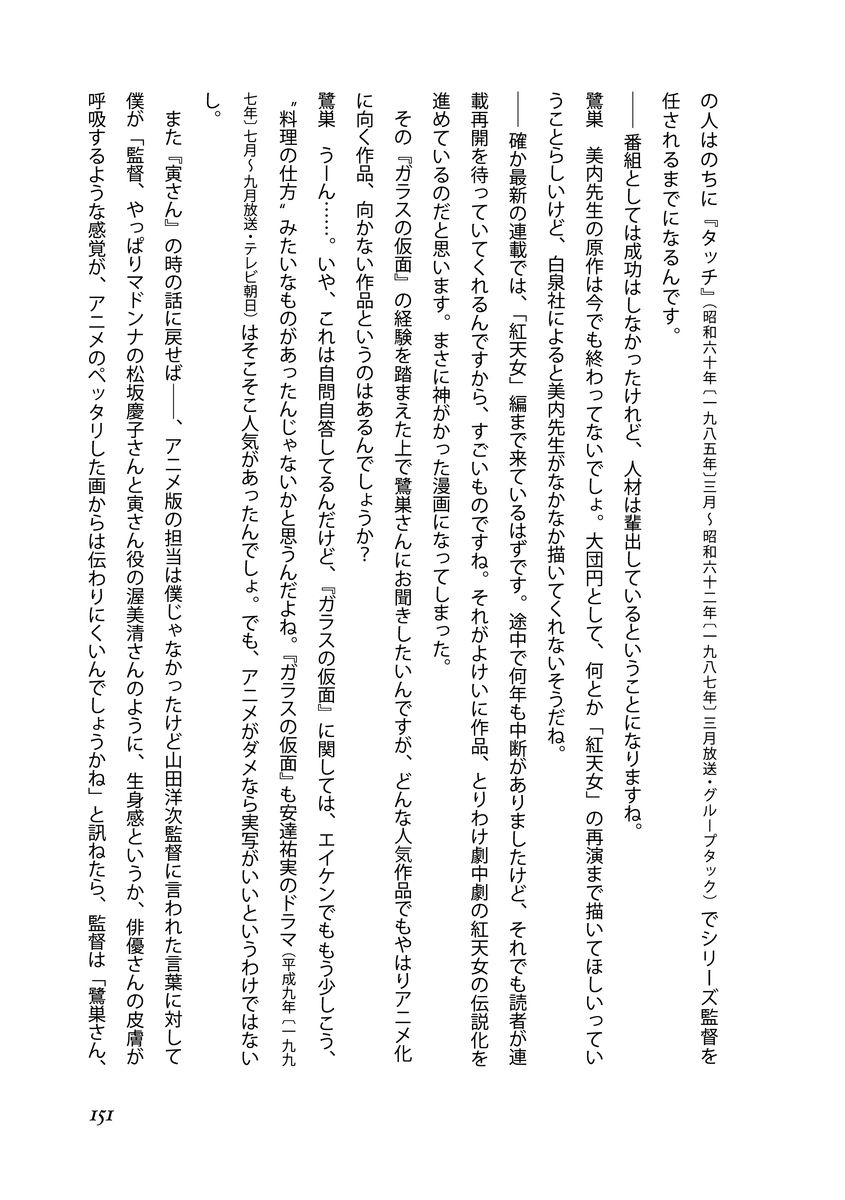 の人はのちに『タッチ』（昭和六十年〔一九八五年〕三月～昭和六十二年〔一九八七年〕三月放送・グループタック）でシリーズ監督を
任されるまでになるんです。
――番組としては成功はしなかったけれど、人材は輩出しているということになりますね。
鷺巣　美内先生の原作は今でも終わってないでしょ。大団円として、何とか「紅天女」の再演まで描いてほしいってい
うことらしいけど、白泉社によると美内先生がなかなか描いてくれないそうだね。
――確か最新の連載では、「紅天女」編まで来ているはずです。途中で何年も中断がありましたけど、それでも読者が連
載再開を待っていてくれるんですから、すごいものですね。それがよけいに作品、とりわけ劇中劇の紅天女の伝説化を
進めているのだと思います。まさに神がかった漫画になってしまった。
　その『ガラスの仮面』の経験を踏まえた上で鷺巣さんにお聞きしたいんですが、どんな人気作品でもやはりアニメ化
に向く作品、向かない作品というのはあるんでしょうか？
鷺巣　うーん……。いや、これは自問自答してるんだけど、『ガラスの仮面』に関しては、エイケンでももう少しこう、
〝料理の仕方〟みたいなものがあったんじゃないかと思うんだよね。『ガラスの仮面』も安達祐実のドラマ（平成九年〔一九九
七年〕七月～九月放送・テレビ朝日）はそこそこ人気があったんでしょ。でも、アニメがダメなら実写がいいというわけではない
し。
　また『寅さん』の時の話に戻せば――、アニメ版の担当は僕じゃなかったけど山田洋次監督に言われた言葉に対して
僕が「監督、やっぱりマドンナの松坂慶子さんと寅さん役の渥美清さんのように、生身感というか、俳優さんの皮膚が
呼吸するような感覚が、アニメのペッタリした画からは伝わりにくいんでしょうかね」と訊ねたら、監督は「鷺巣さん、
151